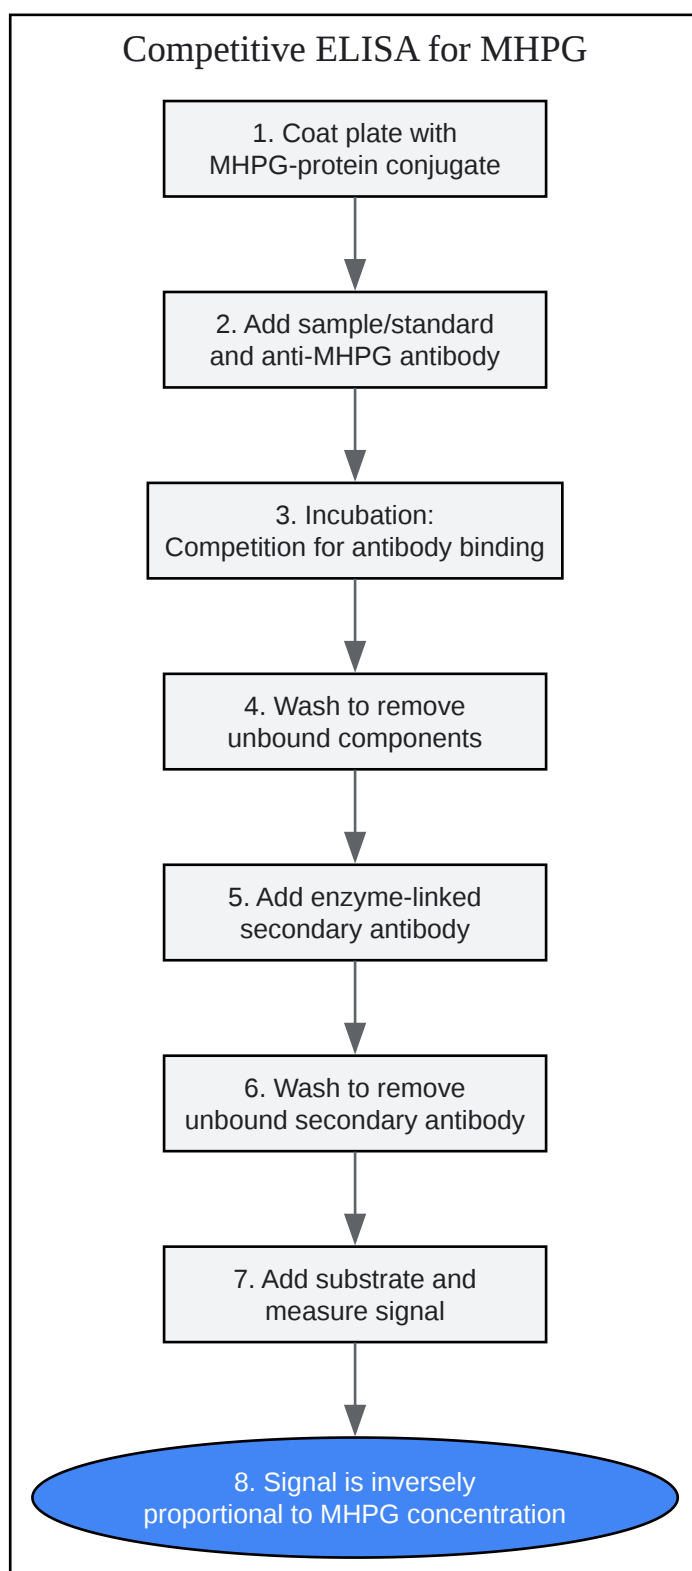 Competitive ELISA for MHPG
1. Coat plate with
MHPG-protein conjugate
2. Add sample/standard
and anti-MHPG antibody
3. Incubation:
Competition for antibody binding
4. Wash to remove
unbound components
5. Add enzyme-linked
secondary antibody
6. Wash to remove
unbound secondary antibody
7. Add substrate and
measure signal
8. Signal is inversely
proportional to MHPG concentration